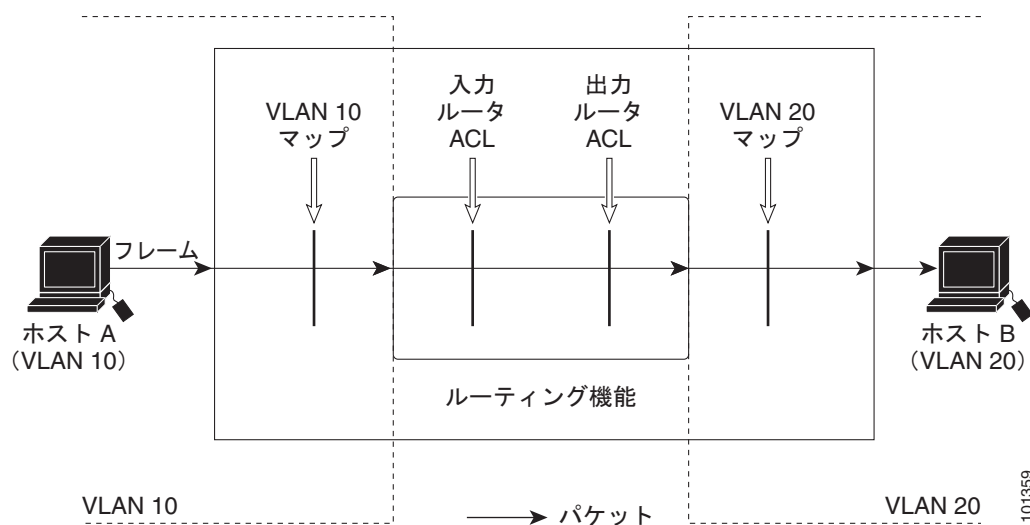 VLAN 10
マップ
入力
ルータ
ACL
出力
ルータ
ACL
VLAN 20
マップ
フレーム
ホスト A
（VLAN 10）
ホスト B
（VLAN 20）
ルーティング機能
VLAN 10
パケット
VLAN 20
101359